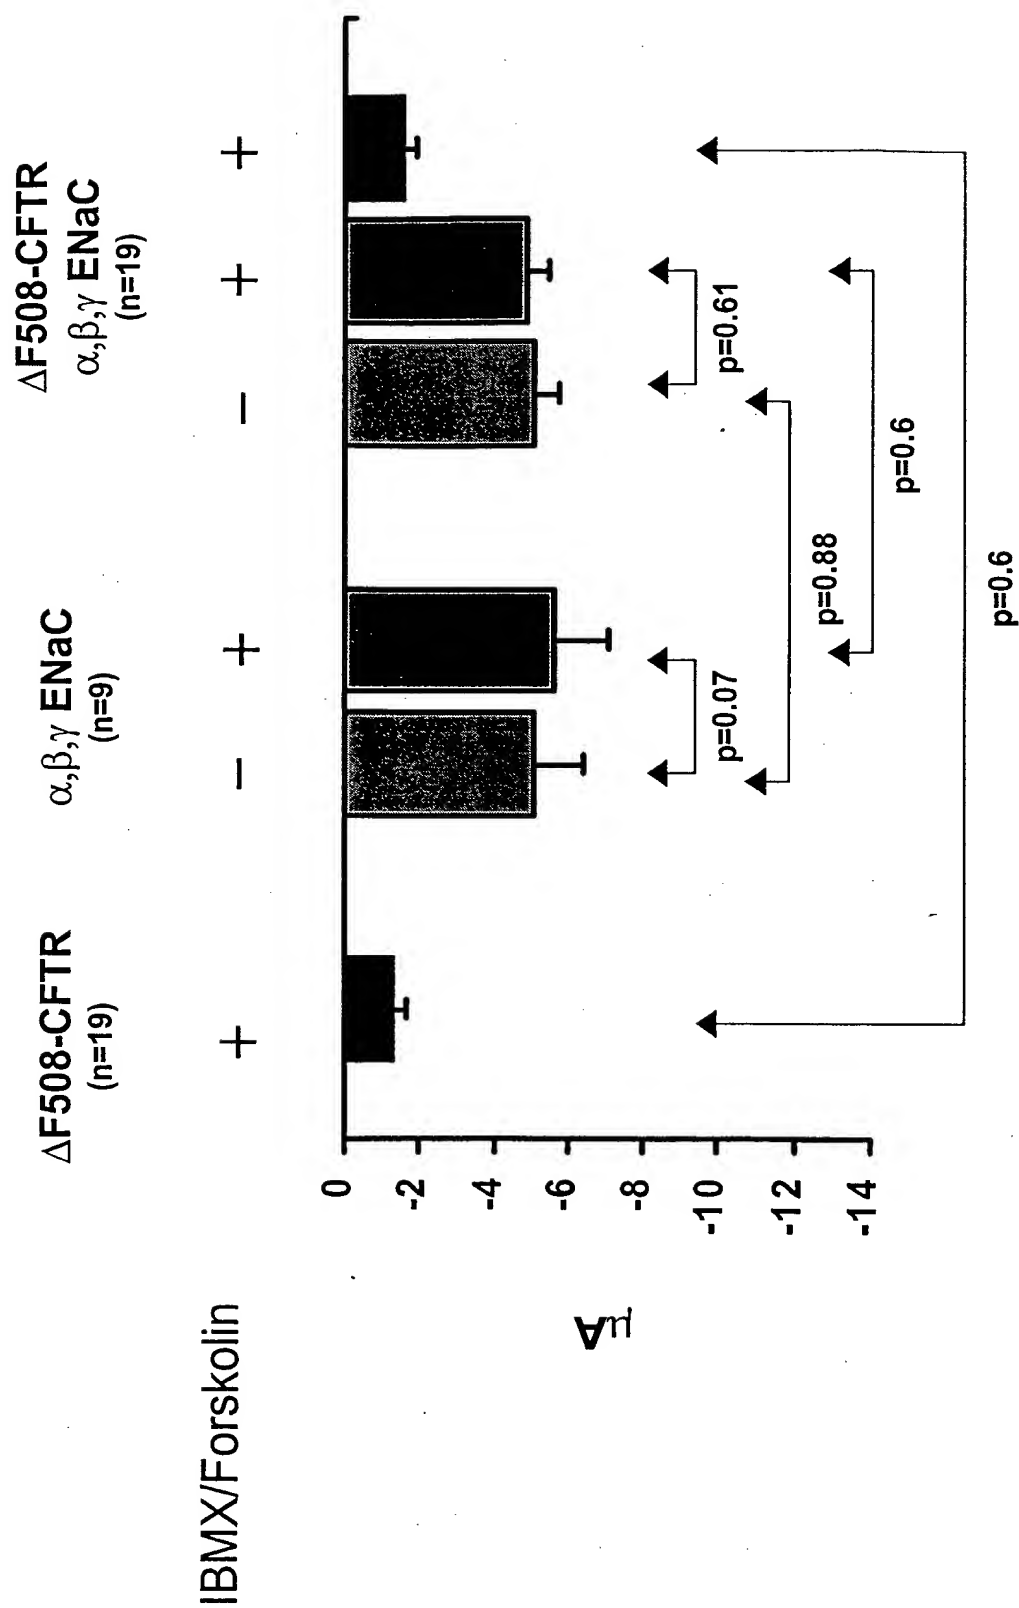 ΔF508-CFTR
(n=19)
α,β,γ ENaC
(n=9)
ΔF508-CFTR
α,β,γ ENaC
(n=19)
IBMX/Forskolin
+
−
+
−
+
+
0
-2
-4
-6
-8
-10
-12
-14
μA
p=0.07
p=0.61
p=0.88
p=0.6
p=0.6